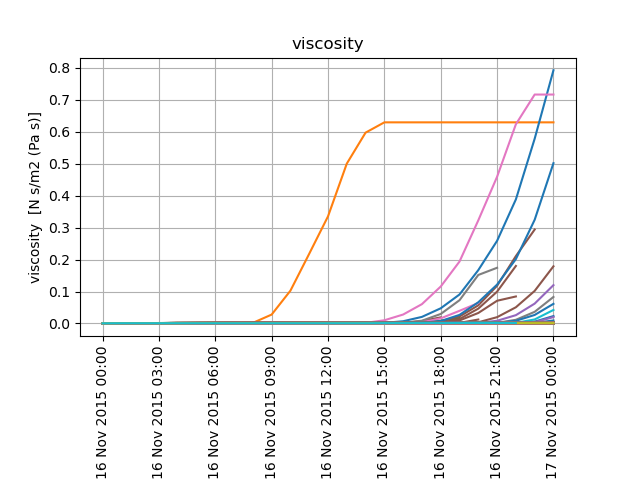 viscosity
viscosity [N s/m2 (Pa s)]
0.8
0.7
0.6
0.5
0.4
0.3
0.2
0.1
0.0
16 Nov 2015 00:00
16 Nov 2015 03:00
16 Nov 2015 06:00
16 Nov 2015 09:00
16 Nov 2015 12:00
16 Nov 2015 15:00
16 Nov 2015 18:00
16 Nov 2015 21:00
17 Nov 2015 00:00